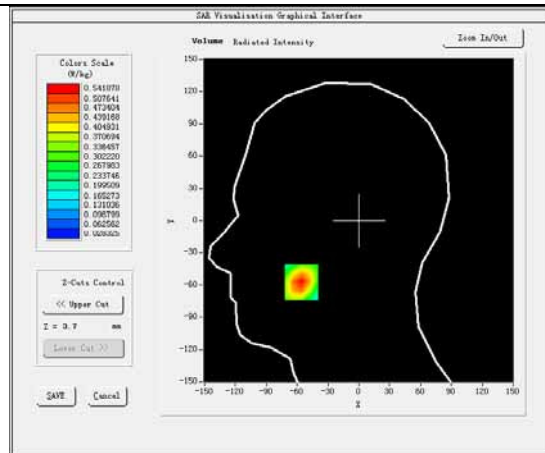 SAR Visualisation Graphical Interface
Volume Radiated Intensity
Zoom In/Out
Colors Scale
(W/kg)
0.541078
0.507641
0.473404
0.439168
0.404931
0.370694
0.336457
0.302220
0.267983
0.233746
0.199509
0.165273
0.131036
0.096799
0.062562
0.028325
150
120
90
60
30
0
-30
-60
-90
-120
-150
Y
-150 -120 -90 -60 -30 0 30 60 90 120 150
X
Z-Cuts Control
<< Upper Cut
Z = 3.7 mm
Lower Cut >>
SAVE Cancel